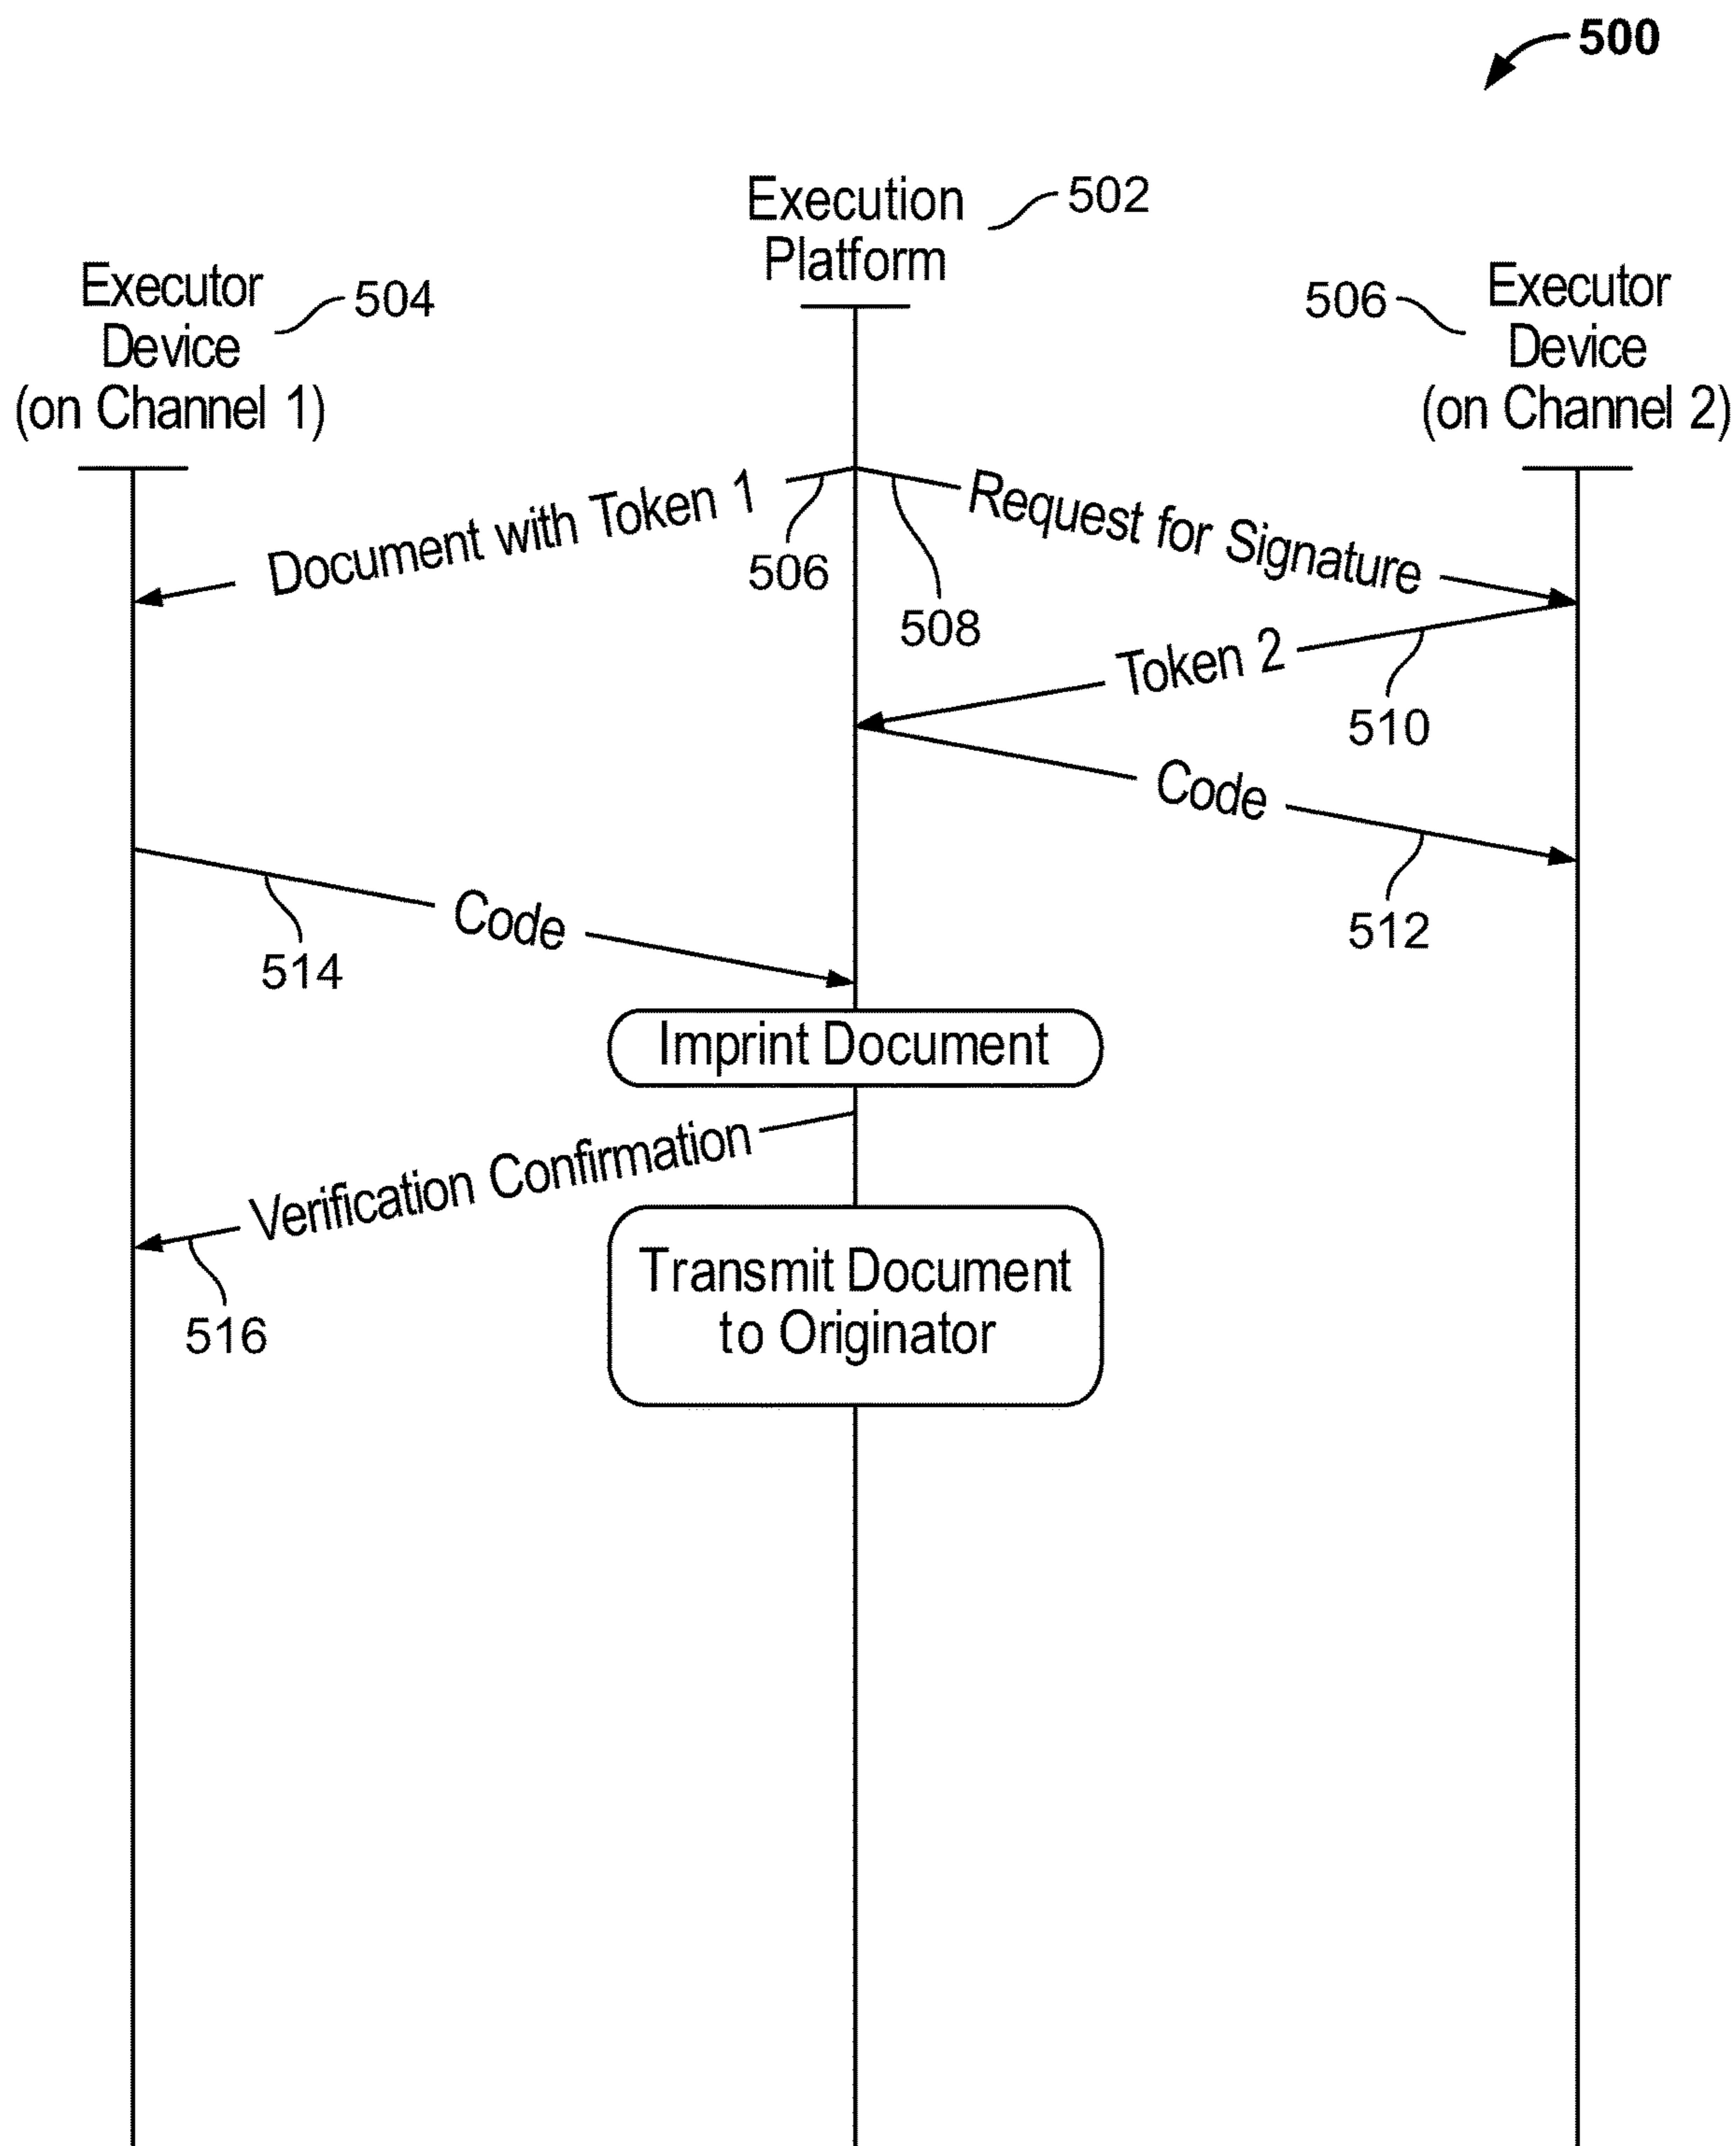 500
Execution
Platform
502
Executor
Device
(on Channel 1)
504
506
Executor
Device
(on Channel 2)
Document with Token 1
506
Request for Signature
508
Token 2
510
Code
512
Code
514
Imprint Document
Verification Confirmation
516
Transmit Document
to Originator